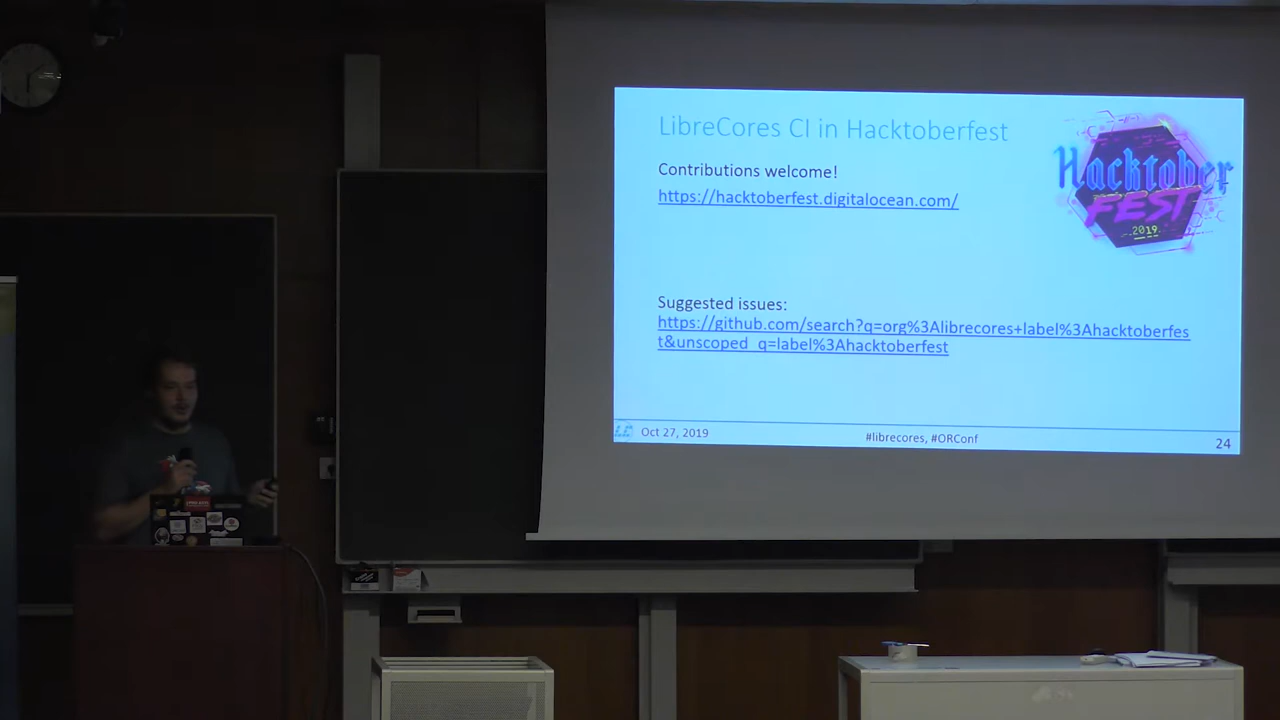 LibreCores CI in Hacktoberfest
Contributions welcome!
https://hacktoberfest.digitalocean.com/
Hacktober
FEST
2019
Suggested issues:
https://github.com/search?q=org%3Alibrecores+label%3Ahacktoberfes
t&unscoped_q=label%3Ahacktoberfest
Oct 27, 2019
#librecores, #ORConf
24